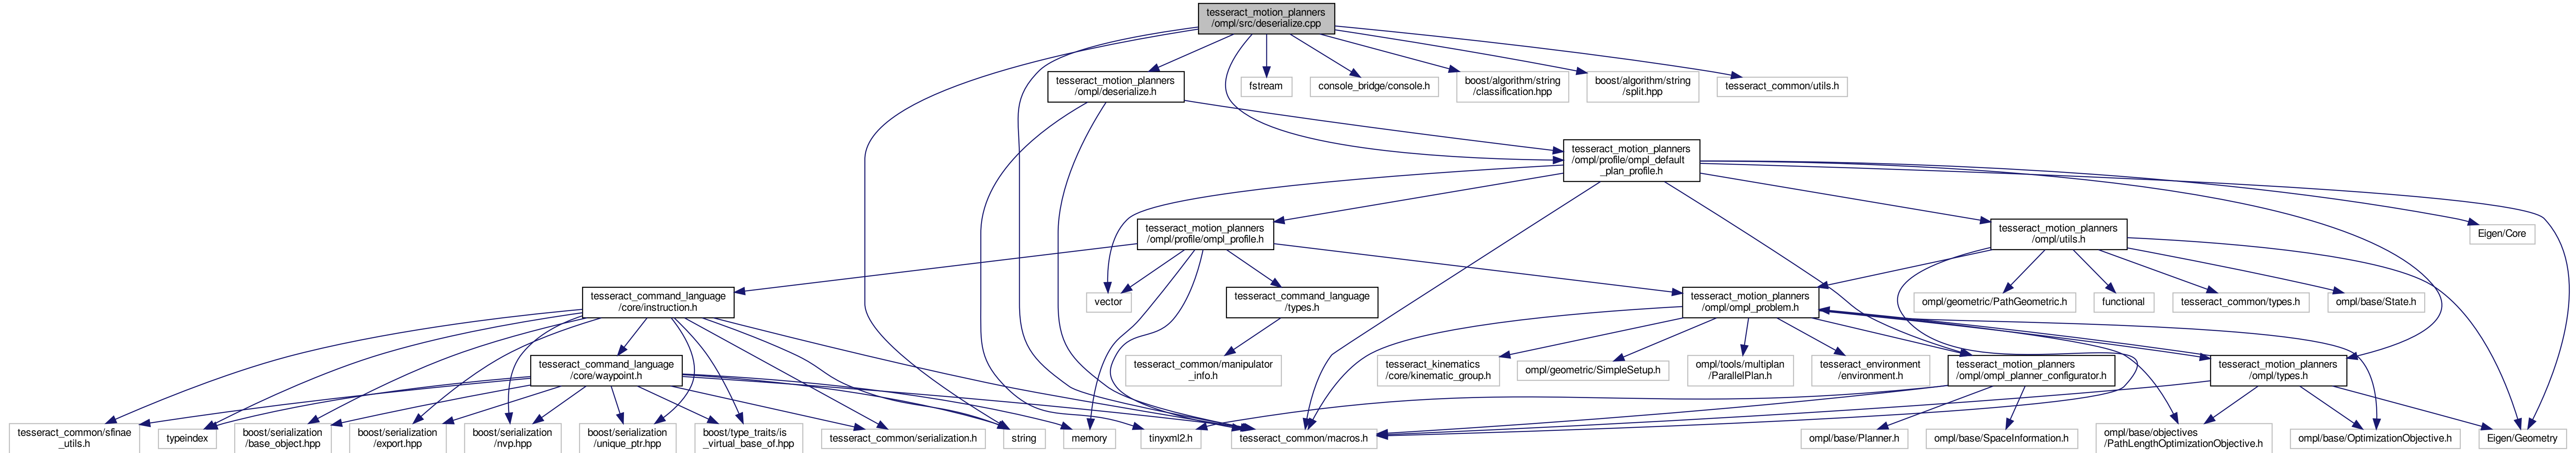 tesseract_motion_planners
/ompl/src/deserialize.cpp
tesseract_motion_planners
/ompl/deserialize.h
fstream
console_bridge/console.h
boost/algorithm/string
/classification.hpp
boost/algorithm/string
/split.hpp
tesseract_common/utils.h
tesseract_motion_planners
/ompl/profile/ompl_default
_plan_profile.h
tesseract_motion_planners
/ompl/profile/ompl_profile.h
tesseract_motion_planners
/ompl/utils.h
Eigen/Core
tesseract_command_language
/core/instruction.h
vector
tesseract_command_language
/types.h
tesseract_motion_planners
/ompl/ompl_problem.h
ompl/geometric/PathGeometric.h
functional
tesseract_common/types.h
ompl/base/State.h
tesseract_command_language
/core/waypoint.h
tesseract_common/manipulator
_info.h
tesseract_kinematics
/core/kinematic_group.h
ompl/geometric/SimpleSetup.h
ompl/tools/multiplan
/ParallelPlan.h
tesseract_environment
/environment.h
tesseract_motion_planners
/ompl/ompl_planner_configurator.h
tesseract_motion_planners
/ompl/types.h
tesseract_common/sfinae
_utils.h
typeindex
boost/serialization
/base_object.hpp
boost/serialization
/export.hpp
boost/serialization
/nvp.hpp
boost/serialization
/unique_ptr.hpp
boost/type_traits/is
_virtual_base_of.hpp
tesseract_common/serialization.h
string
memory
tinyxml2.h
tesseract_common/macros.h
ompl/base/Planner.h
ompl/base/SpaceInformation.h
ompl/base/objectives
/PathLengthOptimizationObjective.h
ompl/base/OptimizationObjective.h
Eigen/Geometry